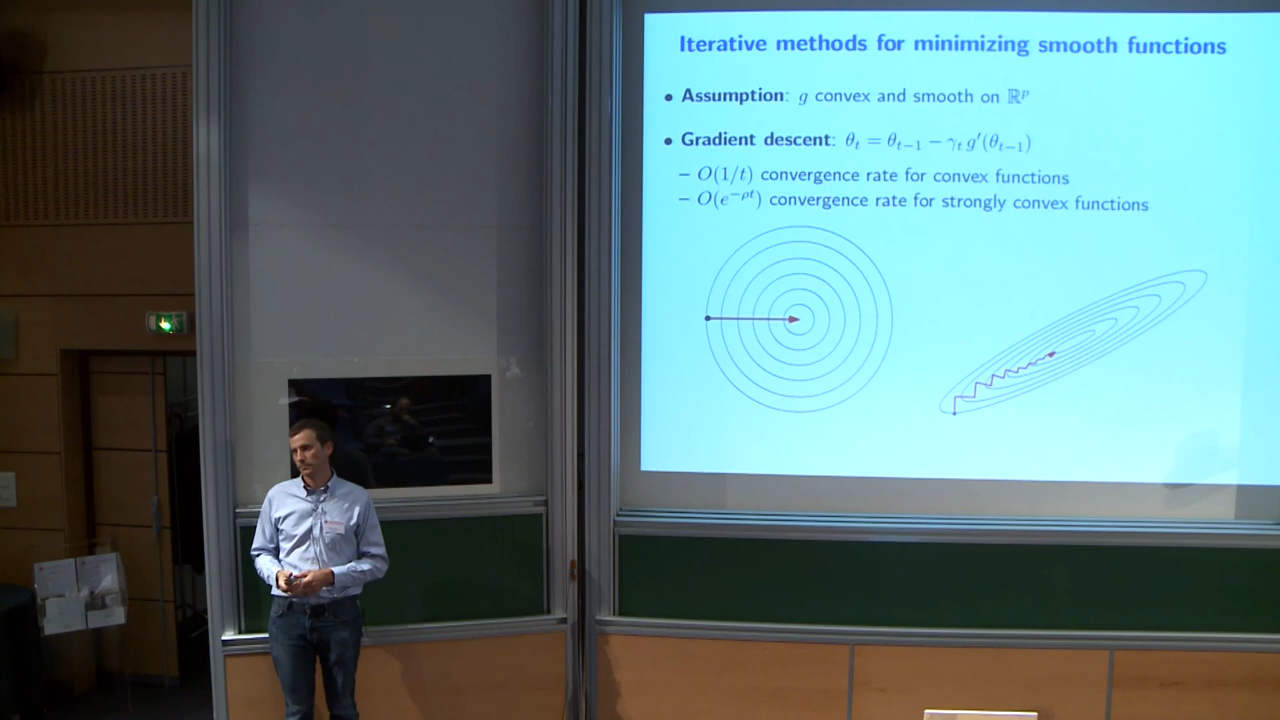 Iterative methods for minimizing smooth functions
• Assumption: g convex and smooth on ℝᵖ
• Gradient descent: θₜ = θₜ₋₁ − γₜ g′(θₜ₋₁)
– O(1/t) convergence rate for convex functions
– O(e⁻ᵖᵗ) convergence rate for strongly convex functions